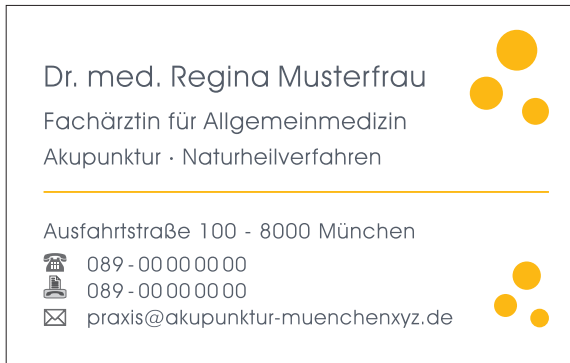 Dr. med. Regina Musterfrau
Fachärztin für Allgemeinmedizin
Akupunktur · Naturheilverfahren
Ausfahrtstraße 100 - 8000 München
089 - 00 00 00 00
089 - 00 00 00 00
praxis@akupunktur-muenchenxyz.de